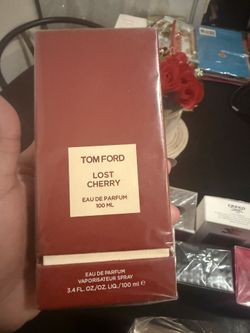 TOM FORD
LOST
CHERRY
EAU DE PARFUM
100 ML
EAU DE PARFUM
VAPORISATEUR SPRAY
3.4 FL.OZ./OZ. LIQ./100 ml ℮
CREED